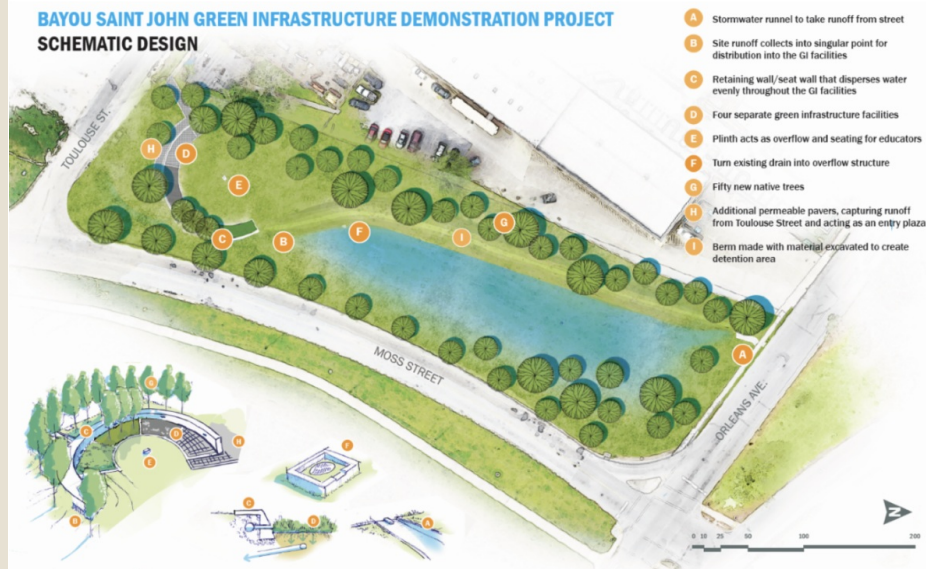 BAYOU SAINT JOHN GREEN INFRASTRUCTURE DEMONSTRATION PROJECT
SCHEMATIC DESIGN
A Stormwater runnel to take runoff from street
B Site runoff collects into singular point for
distribution into the GI facilities
C Retaining wall/seat wall that disperses water
evenly throughout the GI facilities
D Four separate green infrastructure facilities
E Plinth acts as overflow and seating for educators
F Turn existing drain into overflow structure
G Fifty new native trees
H Additional permeable pavers, capturing runoff
from Toulouse Street and acting as an entry plaza
I Berm made with material excavated to create
detention area
TOULOUSE ST.
H
D
E
C
B
F
I
G
A
MOSS STREET
ORLEANS AVE.
G
C
D
H
E
B
F
C
D
A
N
0 10 25 50 100 200